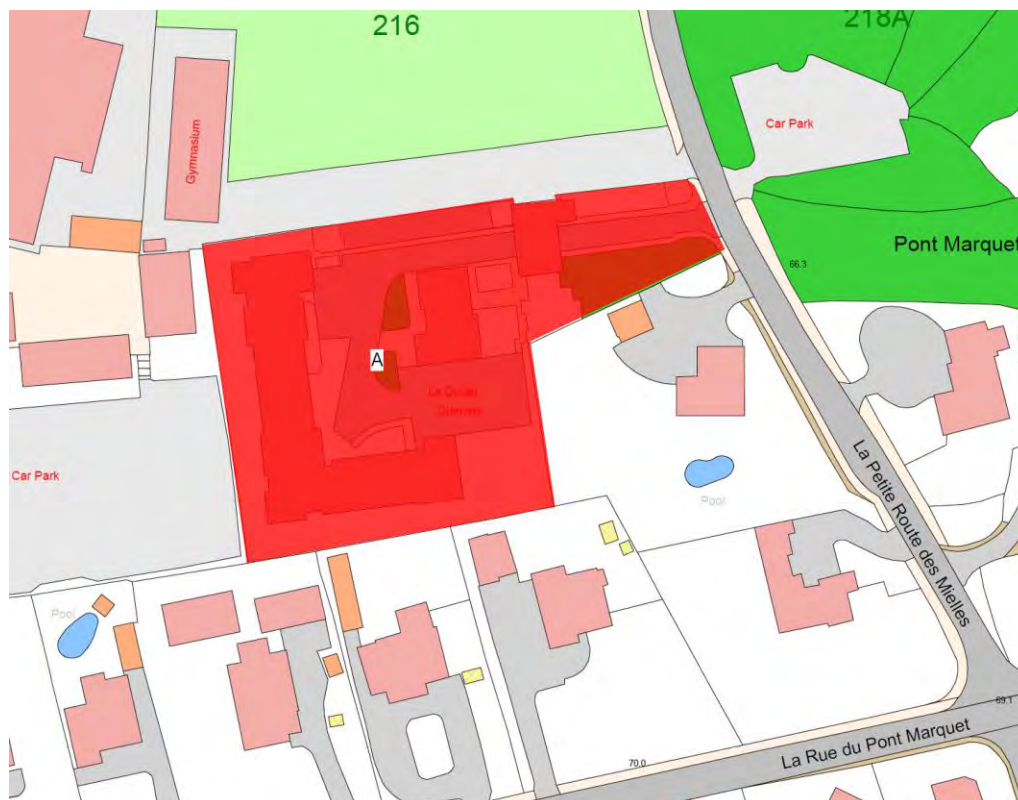 216
218A
Car Park
Gymnasium
Pont Marquet
66.3
A
La
Car Park
Pool
La Petite Route des Mielles
Pool
69.1
La Rue du Pont Marquet
70.0